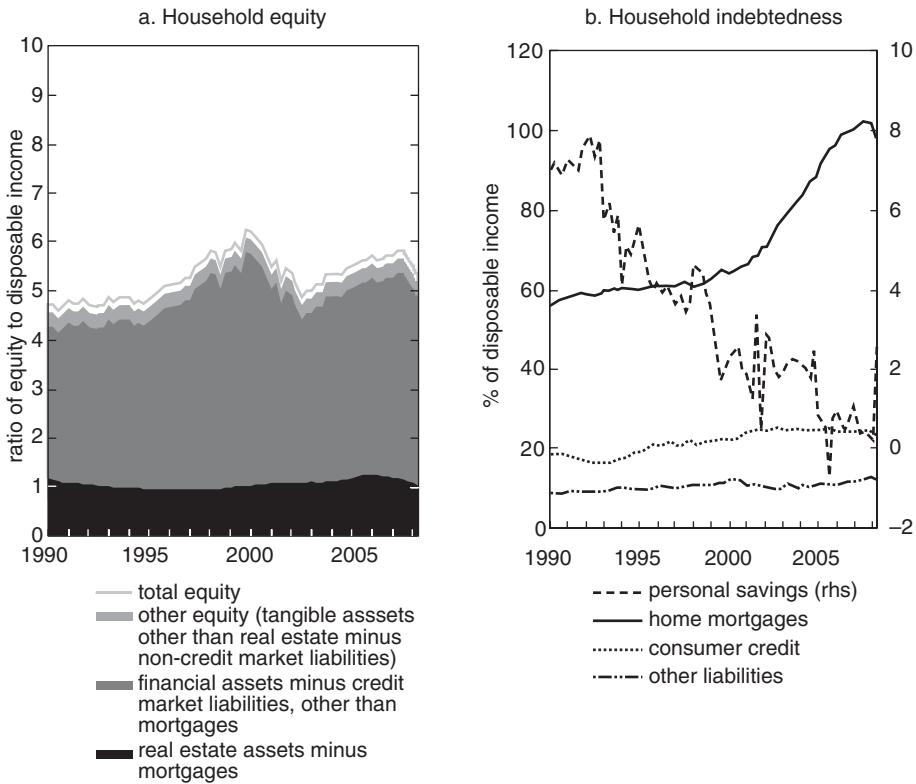 a. Household equity
10
9
8
7
6
5
4
3
2
1
0
ratio of equity to disposable income
1990 1995 2000 2005
total equity
other equity (tangible asssets
other than real estate minus
non-credit market liabilities)
financial assets minus credit
market liabilities, other than
mortgages
real estate assets minus
mortgages
b. Household indebtedness
120
100
80
60
40
20
0
% of disposable income
10
8
6
4
2
0
–2
1990 1995 2000 2005
personal savings (rhs)
home mortgages
consumer credit
other liabilities